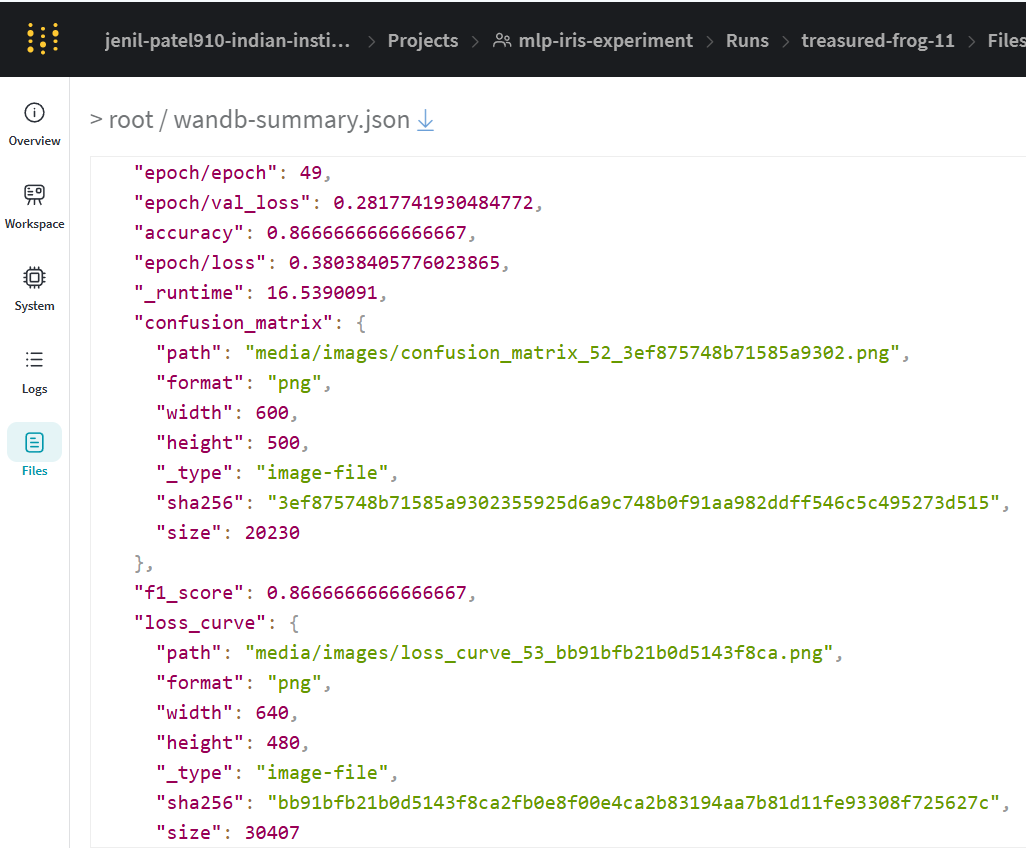 jenil-patel910-indian-insti... > Projects > mlp-iris-experiment > Runs > treasured-frog-11 > Files
Overview
Workspace
System
Logs
Files
> root / wandb-summary.json
"epoch/epoch": 49,
"epoch/val_loss": 0.2817741930484772,
"accuracy": 0.8666666666666667,
"epoch/loss": 0.38038405776023865,
"_runtime": 16.5390091,
"confusion_matrix": {
"path": "media/images/confusion_matrix_52_3ef875748b71585a9302.png",
"format": "png",
"width": 600,
"height": 500,
"_type": "image-file",
"sha256": "3ef875748b71585a9302355925d6a9c748b0f91aa982ddff546c5c495273d515",
"size": 20230
},
"f1_score": 0.8666666666666667,
"loss_curve": {
"path": "media/images/loss_curve_53_bb91bfb21b0d5143f8ca.png",
"format": "png",
"width": 640,
"height": 480,
"_type": "image-file",
"sha256": "bb91bfb21b0d5143f8ca2fb0e8f00e4ca2b83194aa7b81d11fe93308f725627c",
"size": 30407